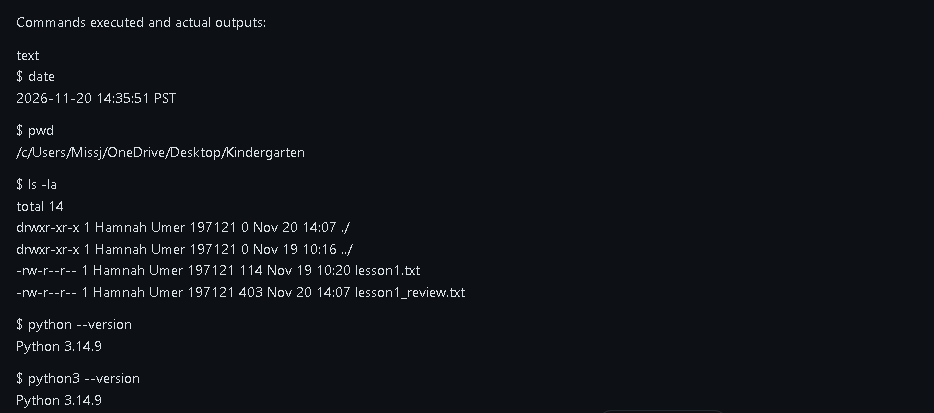 Commands executed and actual outputs:
text
$ date
2026-11-20 14:35:51 PST
$ pwd
/c/Users/Missj/OneDrive/Desktop/Kindergarten
$ ls -la
total 14
drwxr-xr-x 1 Hamnah Umer 197121 0 Nov 20 14:07 ./
drwxr-xr-x 1 Hamnah Umer 197121 0 Nov 19 10:16 ../
-rw-r--r-- 1 Hamnah Umer 197121 114 Nov 19 10:20 lesson1.txt
-rw-r--r-- 1 Hamnah Umer 197121 403 Nov 20 14:07 lesson1_review.txt
$ python --version
Python 3.14.9
$ python3 --version
Python 3.14.9